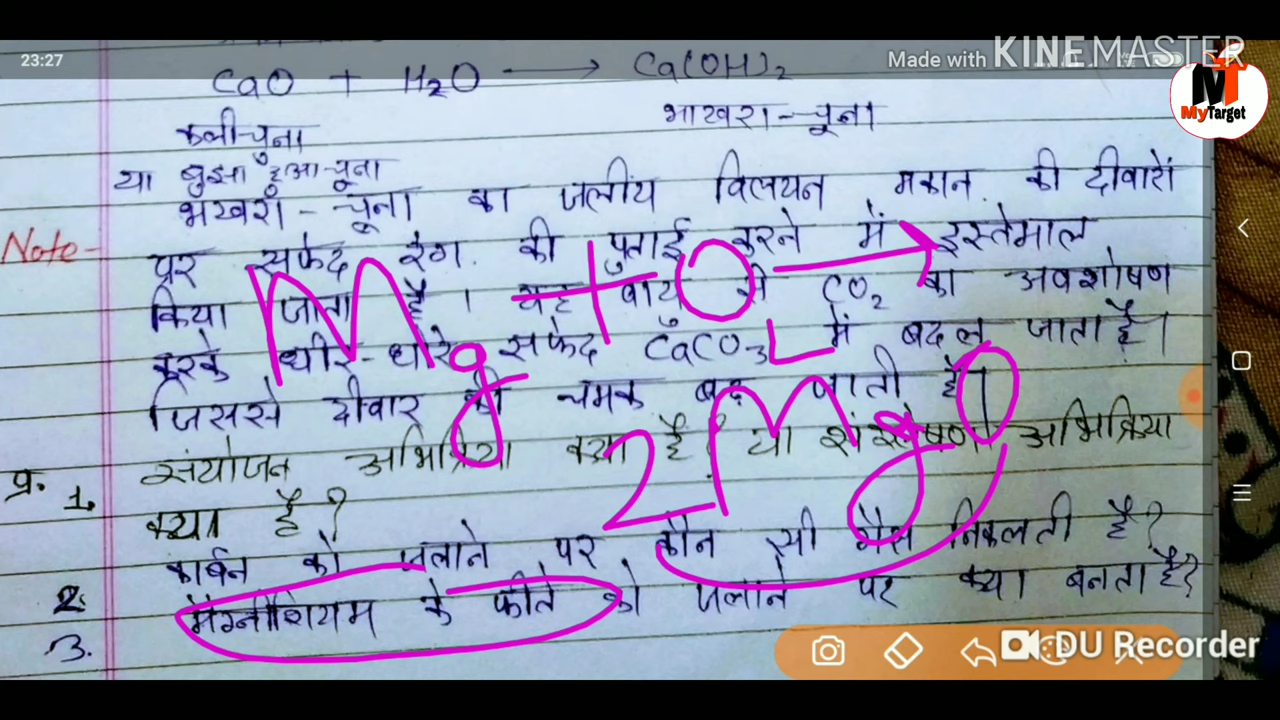 23:27
Made with KINEMASTER
MyTarget
CaO + H₂O ⟶ Ca(OH)₂
कलीचुना भाखरा-चूना
या बुझा हुआ चूना
भखरा - चूना का जलीय विलयन मकान की दीवारों
Note- पर सफेद रंग की पुताई करने में इस्तेमाल
किया जाता है । यह वायु से CO₂ का अवशोषण
करके धीरे-धीरे सफेद CaCO₃ में बदल जाता है।
जिससे दीवार की चमक बढ़ जाती है।
Mg + O₂ → 2MgO
प्र. 1. संयोजन अभिक्रिया क्या है? या संश्लेषण अभिक्रिया
क्या है?
2. कार्बन को जलाने पर कौन सी गैस निकलती है?
3. मैग्नीशियम के फीते को जलाने पर क्या बनता है?
DU Recorder